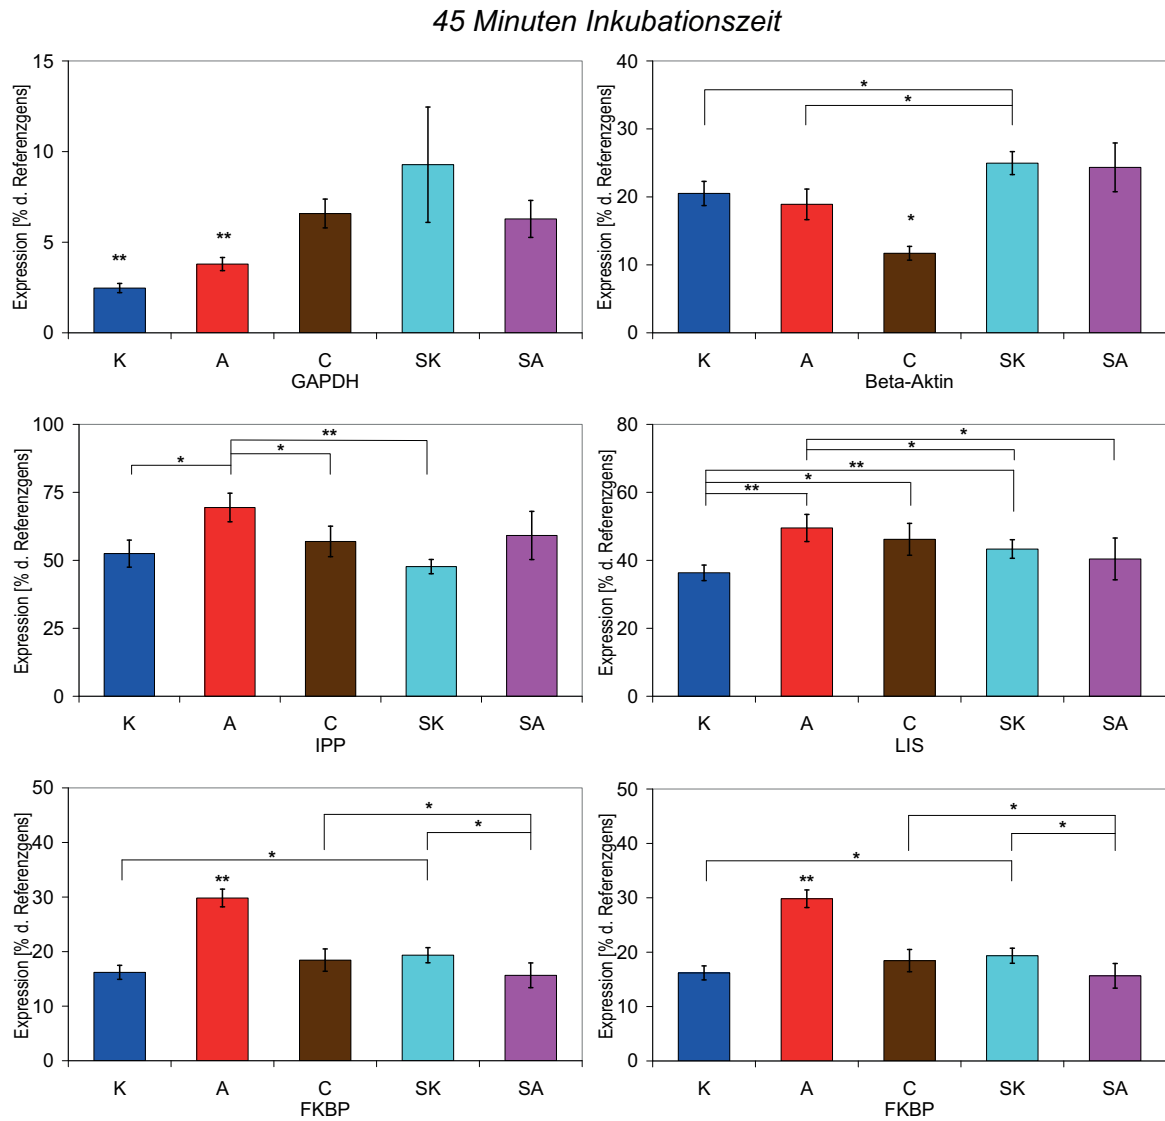 45 Minuten Inkubationszeit
Expression [% d. Referenzgens]
15
10
5
0
**
**
K A C SK SA
GAPDH
Expression [% d. Referenzgens]
40
30
20
10
0
*
*
*
K A C SK SA
Beta-Aktin
Expression [% d. Referenzgens]
100
75
50
25
0
**
*
*
K A C SK SA
IPP
Expression [% d. Referenzgens]
80
60
40
20
0
*
*
**
*
**
K A C SK SA
LIS
Expression [% d. Referenzgens]
50
40
30
20
10
0
*
*
*
**
K A C SK SA
FKBP
Expression [% d. Referenzgens]
50
40
30
20
10
0
*
*
*
**
K A C SK SA
FKBP